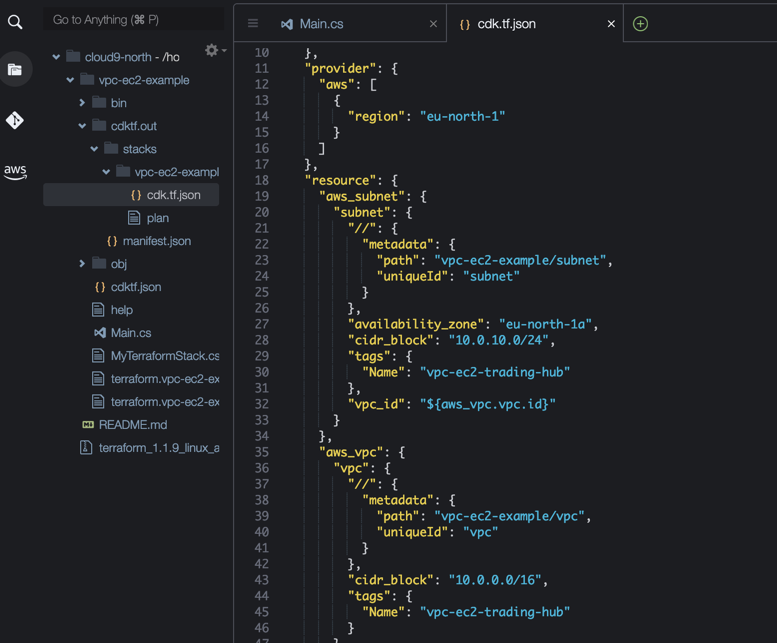 Go to Anything (⌘ P)
cloud9-north - /ho
vpc-ec2-example
bin
cdktf.out
stacks
vpc-ec2-exampl
cdk.tf.json
plan
manifest.json
obj
cdktf.json
help
Main.cs
MyTerraformStack.cs
terraform.vpc-ec2-ex
terraform.vpc-ec2-ex
README.md
terraform_1.1.9_linux_a
aws
Main.cs
cdk.tf.json
10 },
11 "provider": {
12 "aws": [
13 {
14 "region": "eu-north-1"
15 }
16 ]
17 },
18 "resource": {
19 "aws_subnet": {
20 "subnet": {
21 "//": {
22 "metadata": {
23 "path": "vpc-ec2-example/subnet",
24 "uniqueId": "subnet"
25 }
26 },
27 "availability_zone": "eu-north-1a",
28 "cidr_block": "10.0.10.0/24",
29 "tags": {
30 "Name": "vpc-ec2-trading-hub"
31 },
32 "vpc_id": "${aws_vpc.vpc.id}"
33 }
34 },
35 "aws_vpc": {
36 "vpc": {
37 "//": {
38 "metadata": {
39 "path": "vpc-ec2-example/vpc",
40 "uniqueId": "vpc"
41 }
42 },
43 "cidr_block": "10.0.0.0/16",
44 "tags": {
45 "Name": "vpc-ec2-trading-hub"
46 }
47 }